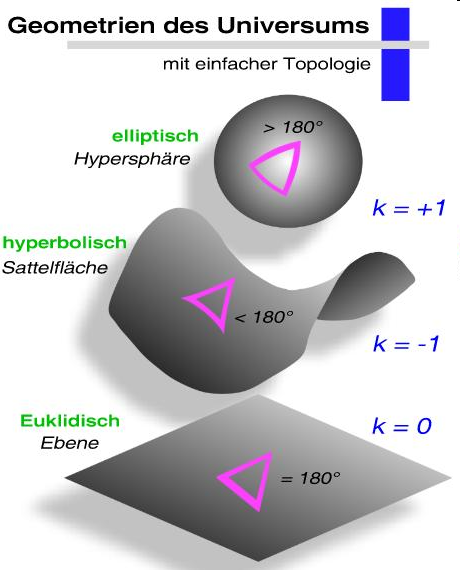 Geometrien des Universums
mit einfacher Topologie
elliptisch
Hypersphäre
> 180°
k = +1
hyperbolisch
Sattelfläche
< 180°
k = -1
Euklidisch
Ebene
= 180°
k = 0